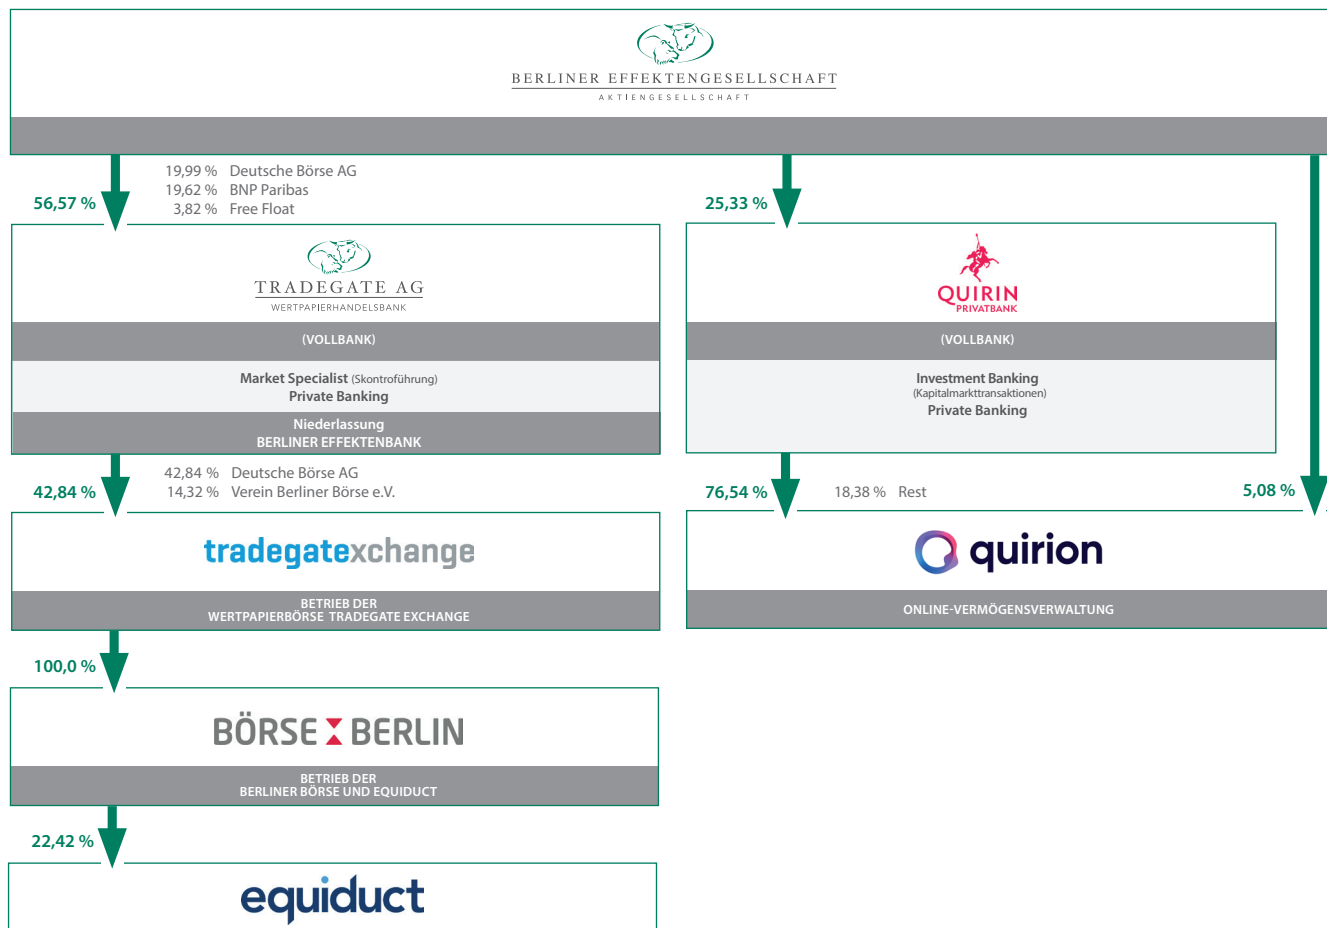 BERLINER EFFEKTENGESELLSCHAFT
AKTIENGESELLSCHAFT
56,57 %
19,99 % Deutsche Börse AG
19,62 % BNP Paribas
3,82 % Free Float
25,33 %
TRADEGATE AG
WERTPAPIERHANDELSBANK
(VOLLBANK)
Market Specialist (Skontroführung)
Private Banking
Niederlassung
BERLINER EFFEKTENBANK
QUIRIN
PRIVATBANK
(VOLLBANK)
Investment Banking
(Kapitalmarkttransaktionen)
Private Banking
42,84 %
42,84 % Deutsche Börse AG
14,32 % Verein Berliner Börse e.V.
76,54 %
18,38 % Rest
5,08 %
tradegatexchange
BETRIEB DER
WERTPAPIERBÖRSE TRADEGATE EXCHANGE
quirion
ONLINE-VERMÖGENSVERWALTUNG
100,0 %
BÖRSE BERLIN
BETRIEB DER
BERLINER BÖRSE UND EQUIDUCT
22,42 %
equiduct